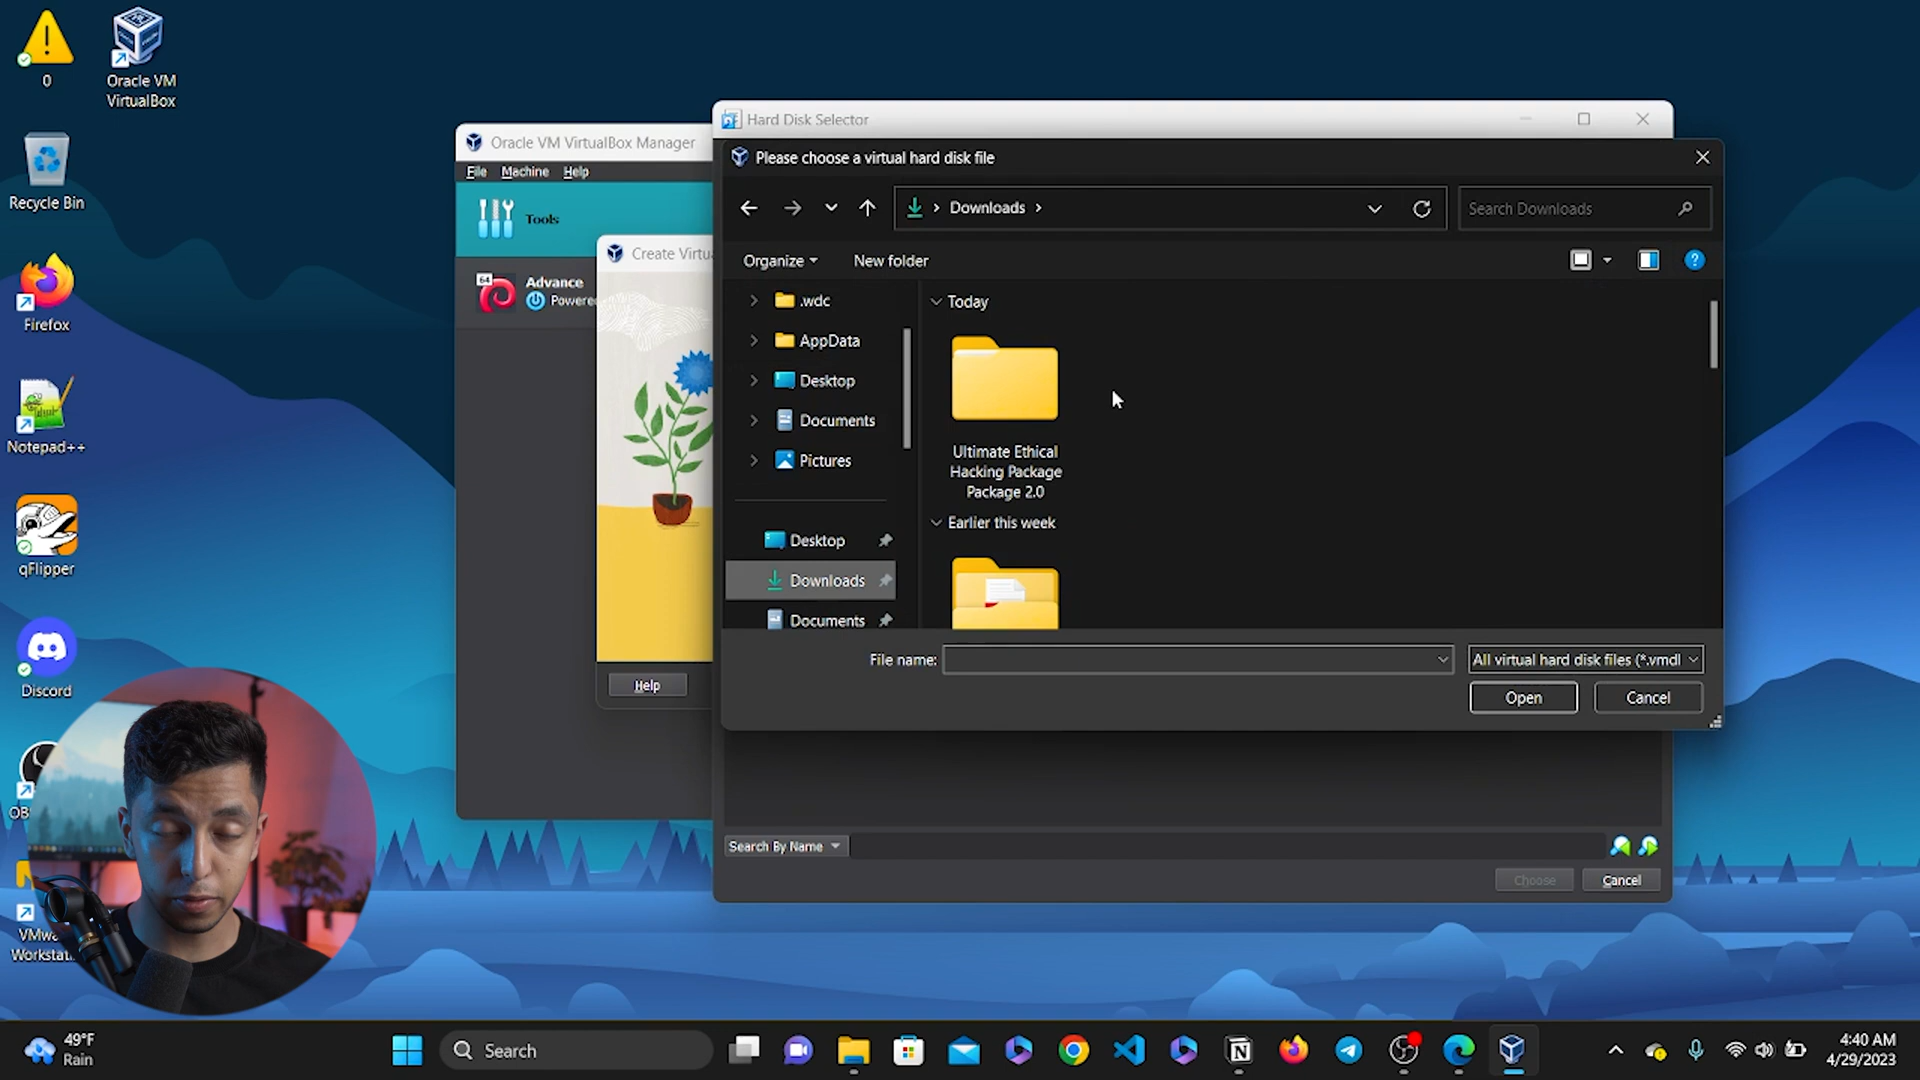 0
Oracle VM
VirtualBox
Recycle Bin
Firefox
Notepad++
qFlipper
Discord
VMwa
Workstat
Oracle VM VirtualBox Manager
File Machine Help
Tools
64
Advance
Powere
Create Virtu
Help
Hard Disk Selector
Please choose a virtual hard disk file
Downloads
Search Downloads
Organize
New folder
.wdc
AppData
Desktop
Documents
Pictures
Desktop
Downloads
Documents
Today
Ultimate Ethical
Hacking Package
Package 2.0
Earlier this week
File name:
All virtual hard disk files (*.vmdl
Open
Cancel
Search By Name
Choose
Cancel
49°F
Rain
Search
4:40 AM
4/29/2023